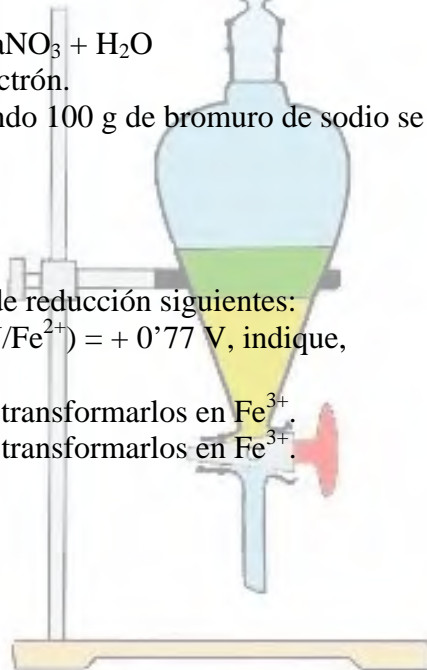 aNO₃ + H₂O
ctrón.
ndo 100 g de bromuro de sodio se
de reducción siguientes:
/Fe²⁺) = + 0’77 V, indique,
transformarlos en Fe³⁺.
transformarlos en Fe³⁺.